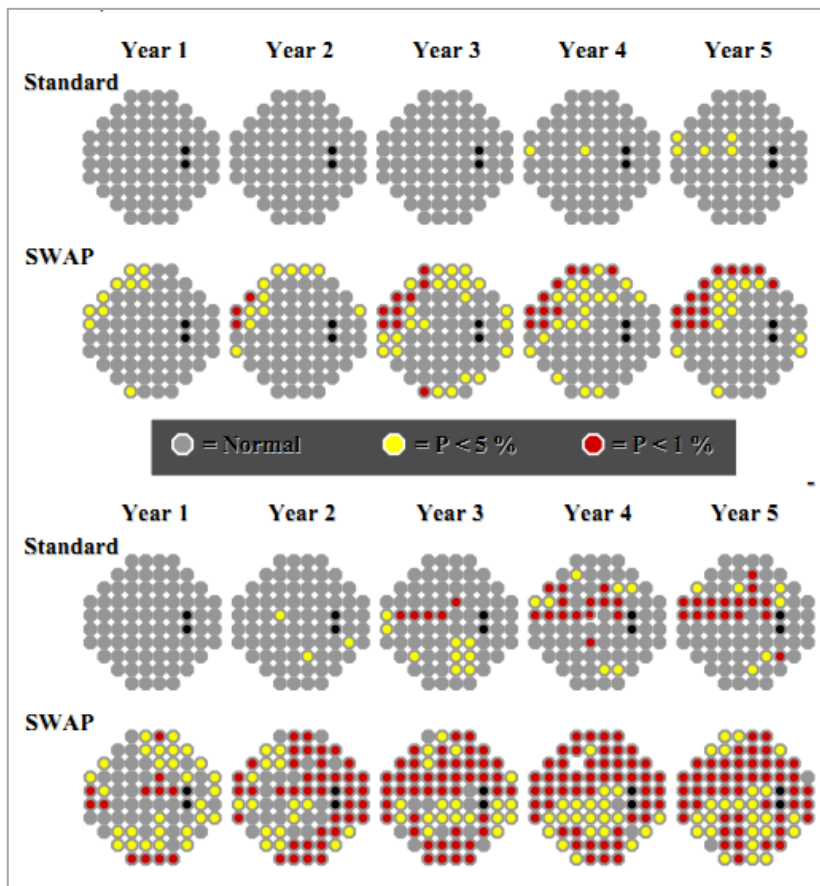 Year 1 Year 2 Year 3 Year 4 Year 5
Standard
SWAP
= Normal = P < 5 % = P < 1 %
Year 1 Year 2 Year 3 Year 4 Year 5
Standard
SWAP